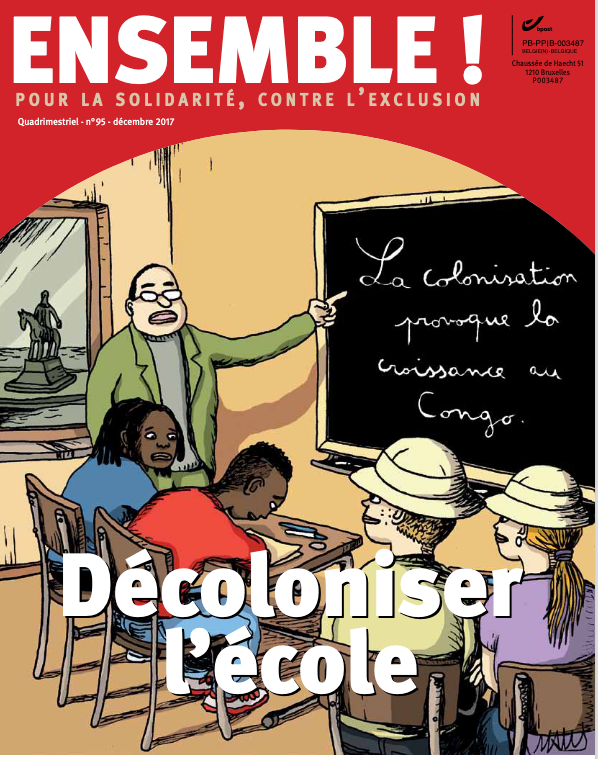 ENSEMBLE !
POUR LA SOLIDARITÉ, CONTRE L'EXCLUSION
Quadrimestriel - n°95 - décembre 2017
bpost
PB-PP|B-003487
BELGIE(N) - BELGIQUE
Chaussée de Haecht 51
1210 Bruxelles
P003487
La colonisation
provoque la
croissance au
Congo.
Décoloniser
l'école